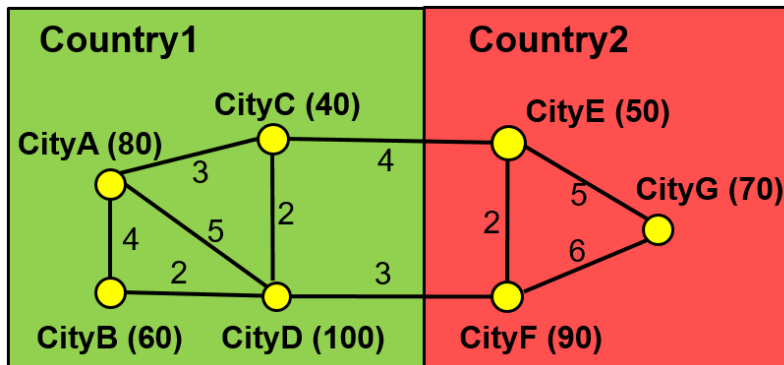 Country1
Country2
CityC (40)
CityE (50)
CityA (80)
3
4
CityG (70)
5
4
5
2
2
6
2
3
CityB (60)
CityD (100)
CityF (90)